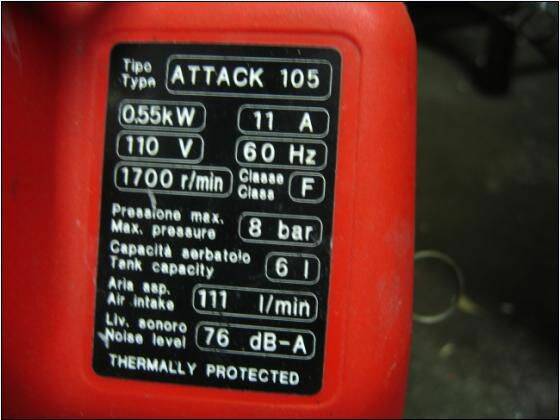 Tipo
Type ATTACK 105
0.55kW 11 A
110 V 60 Hz
1700 r/min Classe
Class F
Pressione max.
Max. pressure 8 bar
Capacità serbatoio
Tank capacity 6 l
Aria asp.
Air intake 111 l/min
Liv. sonoro
Noise level 76 dB-A
THERMALLY PROTECTED